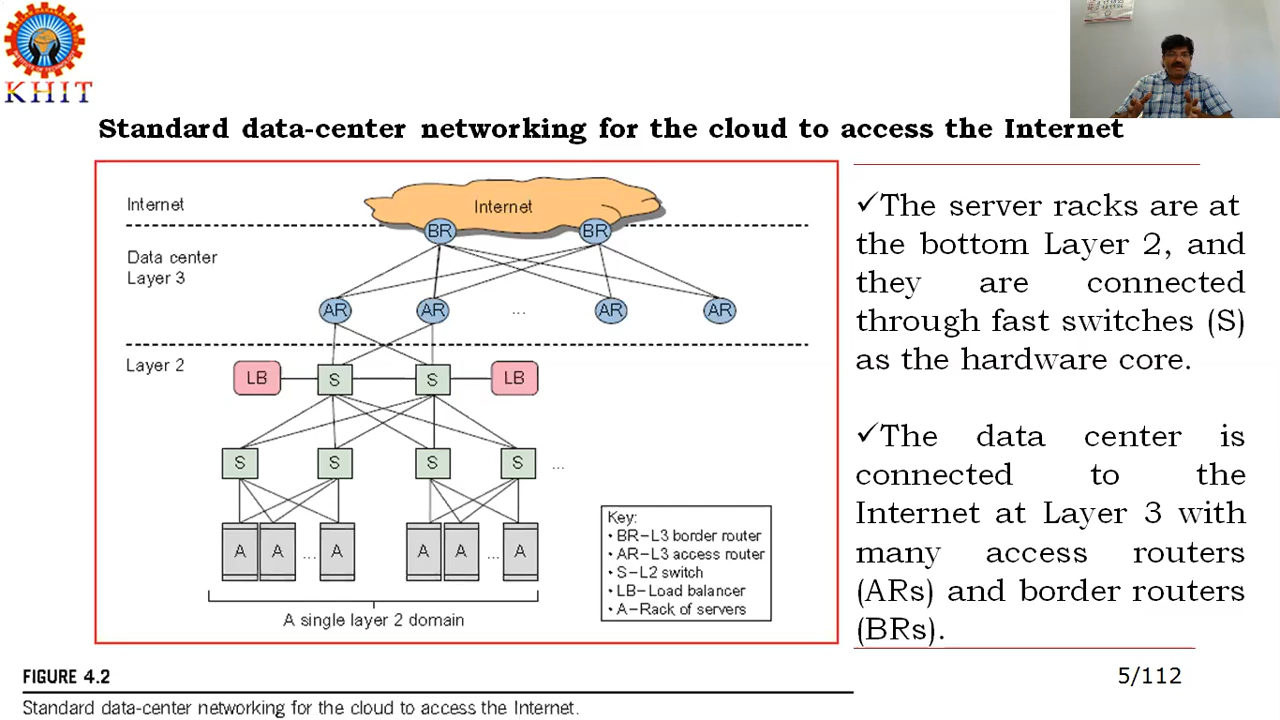 KHIT
Standard data-center networking for the cloud to access the Internet
Internet
Internet
BR
BR
Data center
Layer 3
AR
AR
...
AR
AR
Layer 2
LB
S
S
LB
S
S
S
S
...
A
A
...
A
A
A
...
A
A single layer 2 domain
Key:
• BR–L3 border router
• AR–L3 access router
• S–L2 switch
• LB–Load balancer
• A–Rack of servers
✓The server racks are at
the bottom Layer 2, and
they are connected
through fast switches (S)
as the hardware core.
✓The data center is
connected to the
Internet at Layer 3 with
many access routers
(ARs) and border routers
(BRs).
FIGURE 4.2
5/112
Standard data-center networking for the cloud to access the Internet.